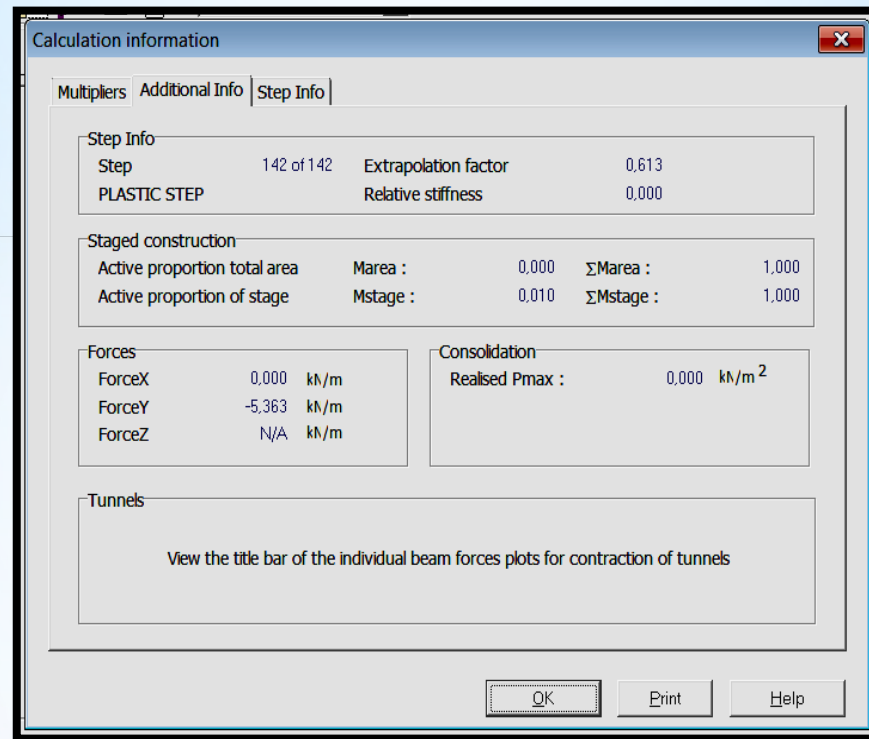 Calculation information
Multipliers Additional Info Step Info
Step Info
Step 142 of 142 Extrapolation factor 0,613
PLASTIC STEP Relative stiffness 0,000
Staged construction
Active proportion total area Marea : 0,000 ΣMarea : 1,000
Active proportion of stage Mstage : 0,010 ΣMstage : 1,000
Forces Consolidation
ForceX 0,000 kN/m Realised Pmax : 0,000 kN/m²
ForceY -5,363 kN/m
ForceZ N/A kN/m
Tunnels
View the title bar of the individual beam forces plots for contraction of tunnels
OK Print Help